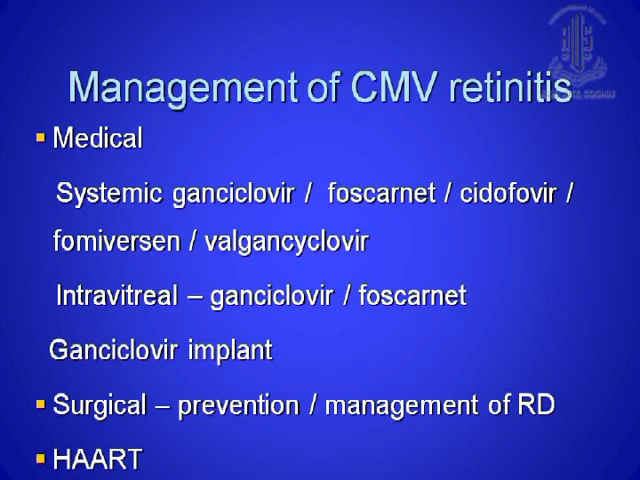 Management of CMV retinitis
▪ Medical
Systemic ganciclovir / foscarnet / cidofovir /
fomiversen / valgancyclovir
Intravitreal – ganciclovir / foscarnet
Ganciclovir implant
▪ Surgical – prevention / management of RD
▪ HAART